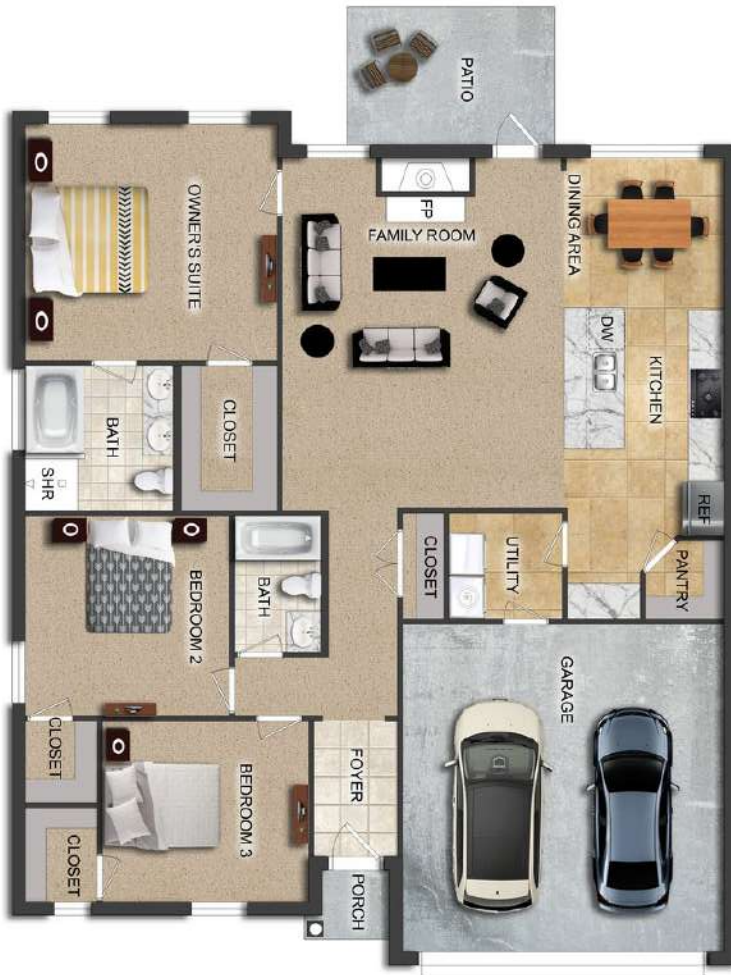 PATIO
OWNER'S SUITE
FP
FAMILY ROOM
DINING AREA
DW
KITCHEN
REF
PANTRY
BATH
SHR
CLOSET
BEDROOM 2
BATH
CLOSET
UTILITY
GARAGE
CLOSET
BEDROOM 3
FOYER
CLOSET
PORCH